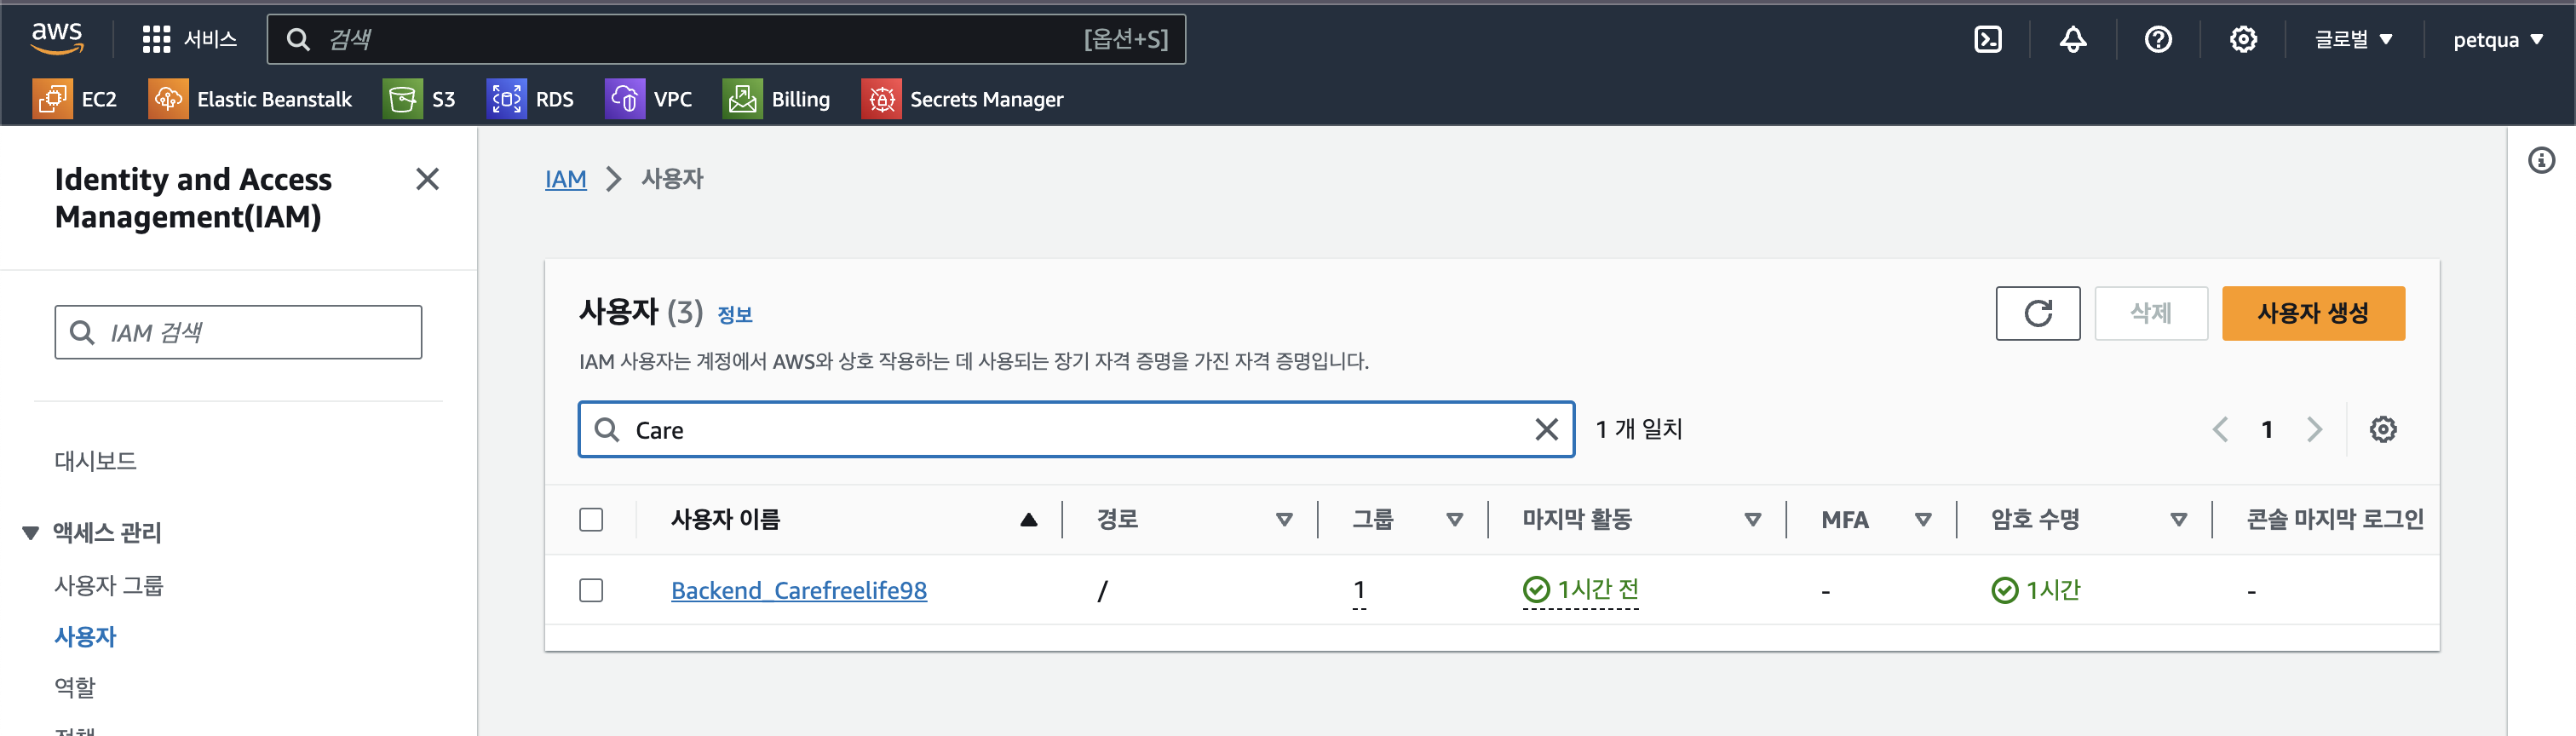 aws
서비스
검색
[옵션+S]
글로벌
petqua
EC2
Elastic Beanstalk
S3
RDS
VPC
Billing
Secrets Manager
Identity and Access
Management(IAM)
IAM 검색
대시보드
액세스 관리
사용자 그룹
사용자
역할
정책
IAM
사용자
사용자 (3) 정보
삭제
사용자 생성
IAM 사용자는 계정에서 AWS와 상호 작용하는 데 사용되는 장기 자격 증명을 가진 자격 증명입니다.
Care
1 개 일치
1
사용자 이름
경로
그룹
마지막 활동
MFA
암호 수명
콘솔 마지막 로그인
Backend_Carefreelife98
/
1
1시간 전
-
1시간
-